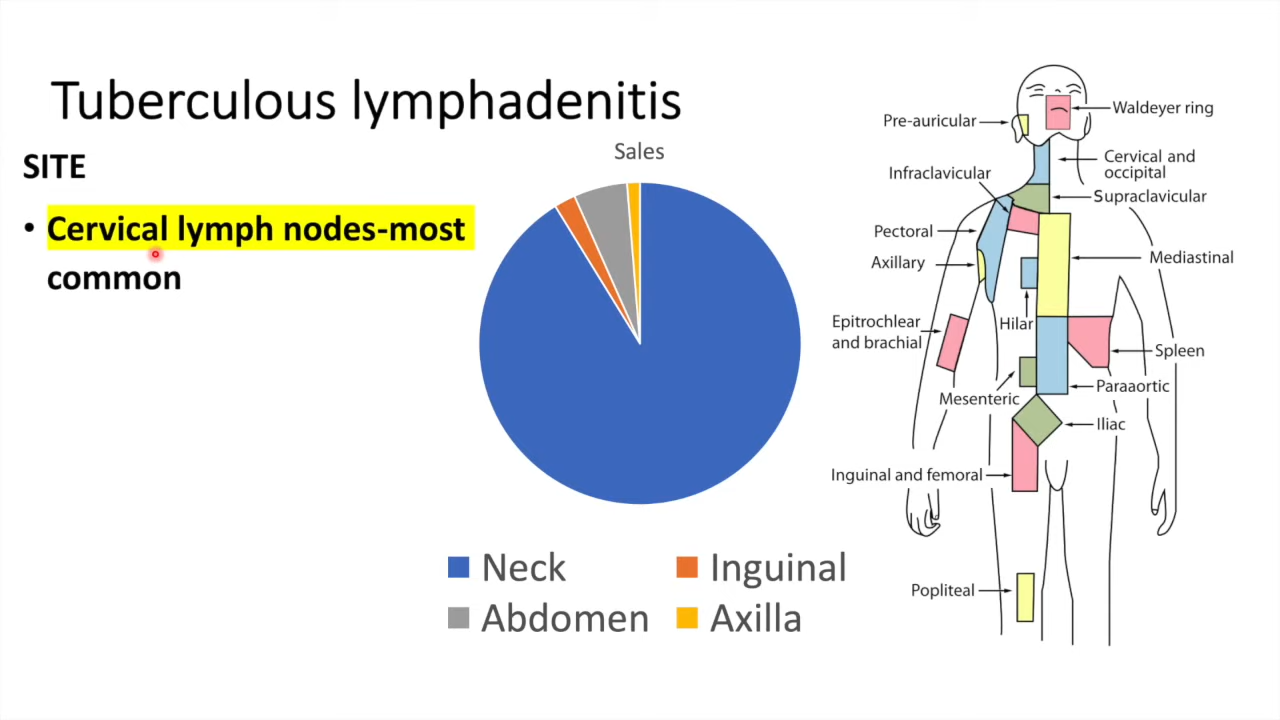 Tuberculous lymphadenitis
SITE
• Cervical lymph nodes-most
common
Sales
Neck
Inguinal
Abdomen
Axilla
Waldeyer ring
Pre-auricular
Cervical and
occipital
Infraclavicular
Supraclavicular
Pectoral
Mediastinal
Axillary
Epitrochlear
and brachial
Hilar
Spleen
Paraaortic
Mesenteric
Iliac
Inguinal and femoral
Popliteal